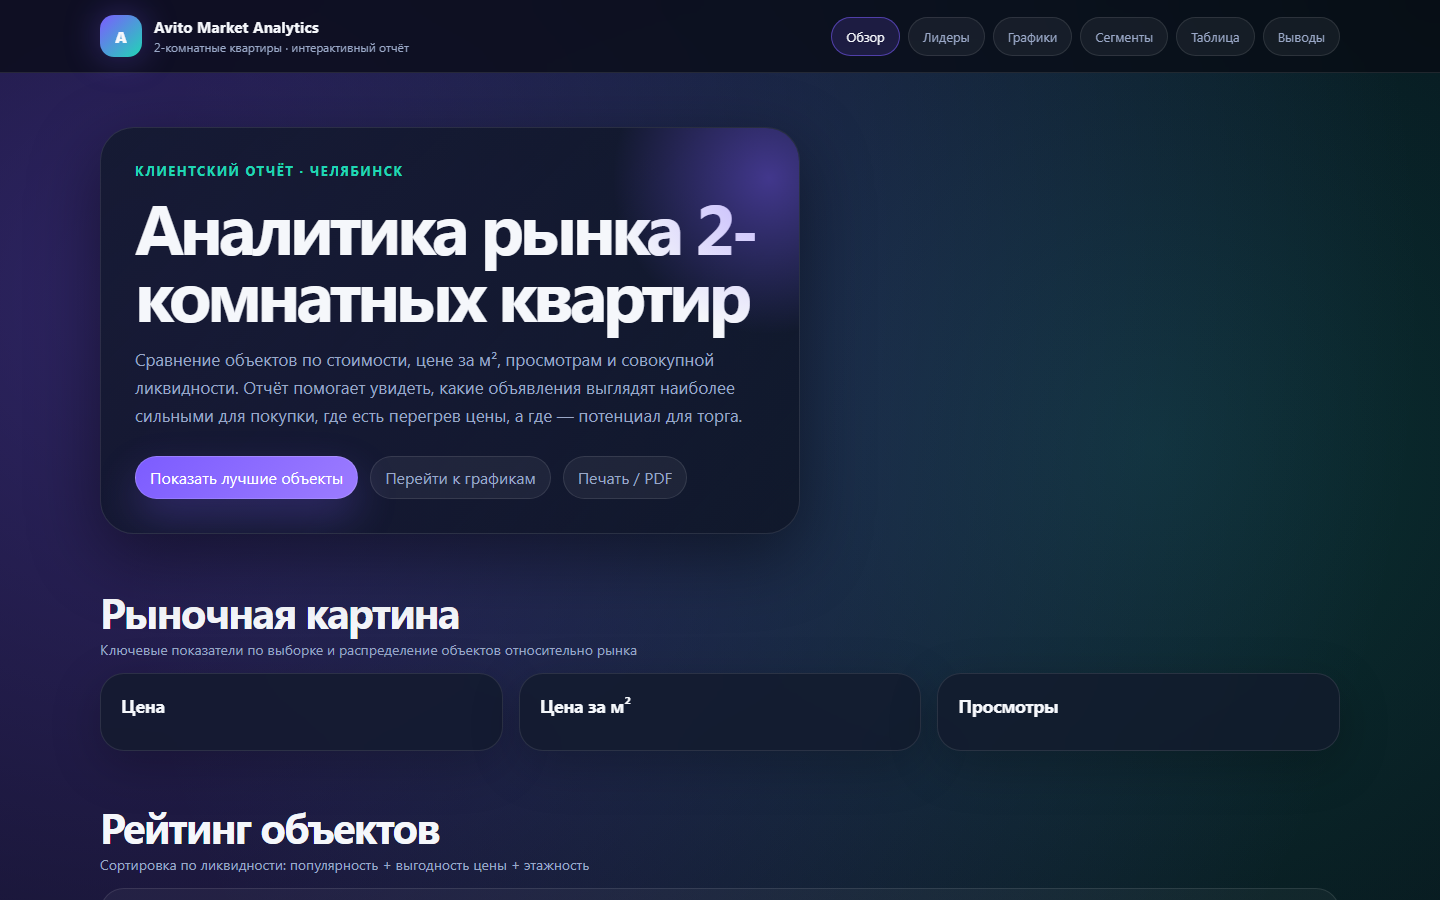 A
Avito Market Analytics
2-комнатные квартиры · интерактивный отчёт
Обзор
Лидеры
Графики
Сегменты
Таблица
Выводы
КЛИЕНТСКИЙ ОТЧЁТ · ЧЕЛЯБИНСК
Аналитика рынка 2-
комнатных квартир
Сравнение объектов по стоимости, цене за м², просмотрам и совокупной
ликвидности. Отчёт помогает увидеть, какие объявления выглядят наиболее
сильными для покупки, где есть перегрев цены, а где — потенциал для торга.
Показать лучшие объекты
Перейти к графикам
Печать / PDF
Рыночная картина
Ключевые показатели по выборке и распределение объектов относительно рынка
Цена
Цена за м²
Просмотры
Рейтинг объектов
Сортировка по ликвидности: популярность + выгодность цены + этажность